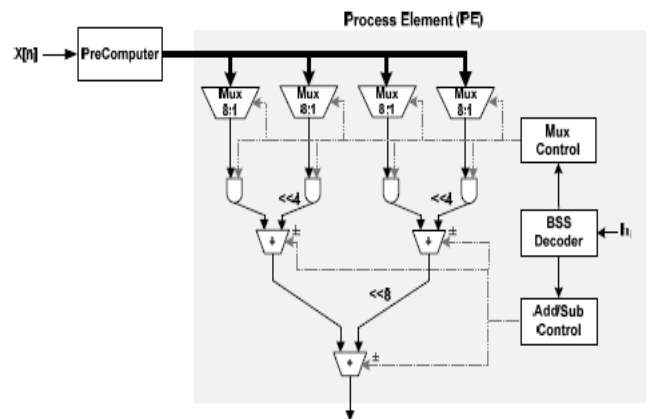 Process Element (PE)
X[n]
PreComputer
Mux
8:1
Mux
8:1
Mux
8:1
Mux
8:1
Mux
Control
<<4
<<4
BSS
Decoder
±
+
±
+
<<8
Add/Sub
Control
±
+